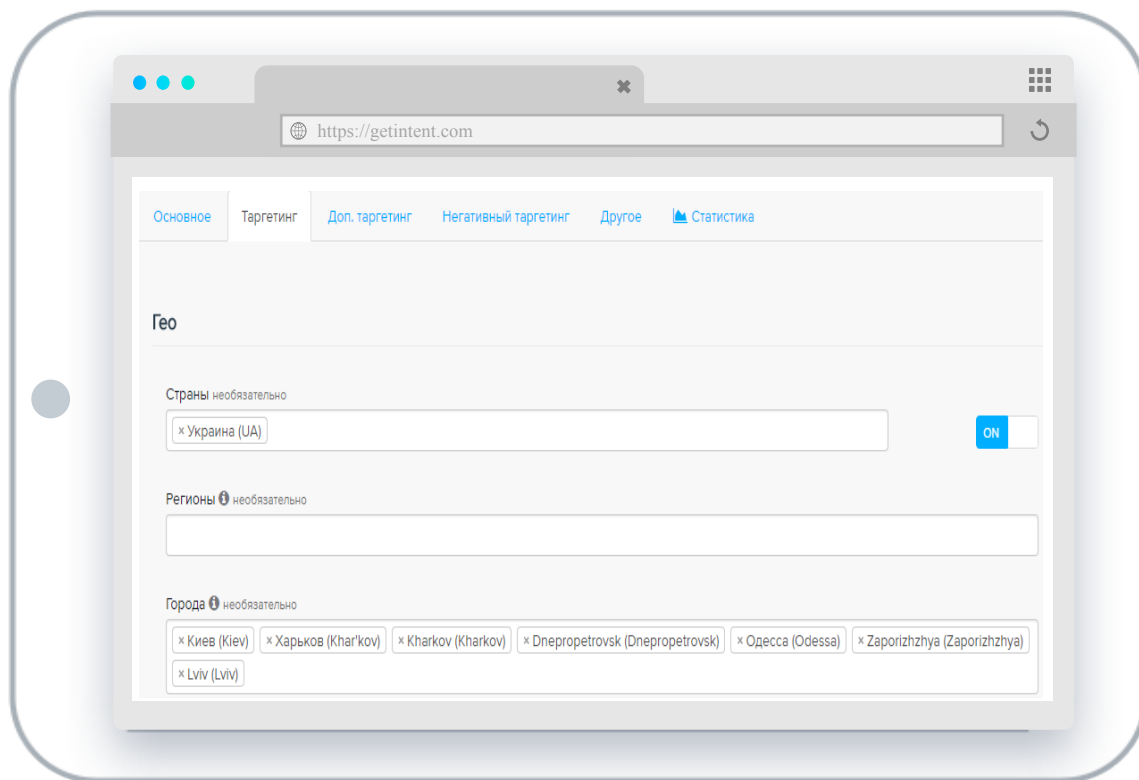 https://getintent.com
Основное Таргетинг Доп. таргетинг Негативный таргетинг Другое Статистика
Гео
Страны необязательно
× Украина (UA)
ON
Регионы необязательно
Города необязательно
× Киев (Kiev) × Харьков (Khar'kov) × Kharkov (Kharkov) × Dnepropetrovsk (Dnepropetrovsk) × Одесса (Odessa) × Zaporizhzhya (Zaporizhzhya)
× Lviv (Lviv)